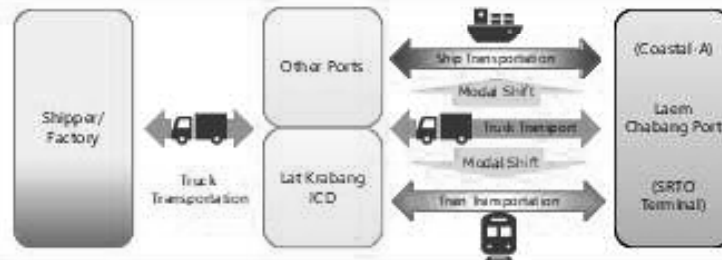 Shipper/
Factory
Truck
Transportation
Other Ports
Lat Krabang
ICD
Ship Transportation
Modal Shift
Truck Transport
Modal Shift
Train Transportation
(Coastal-A)
Laem
Chabang Port
(SRTO
Terminal)